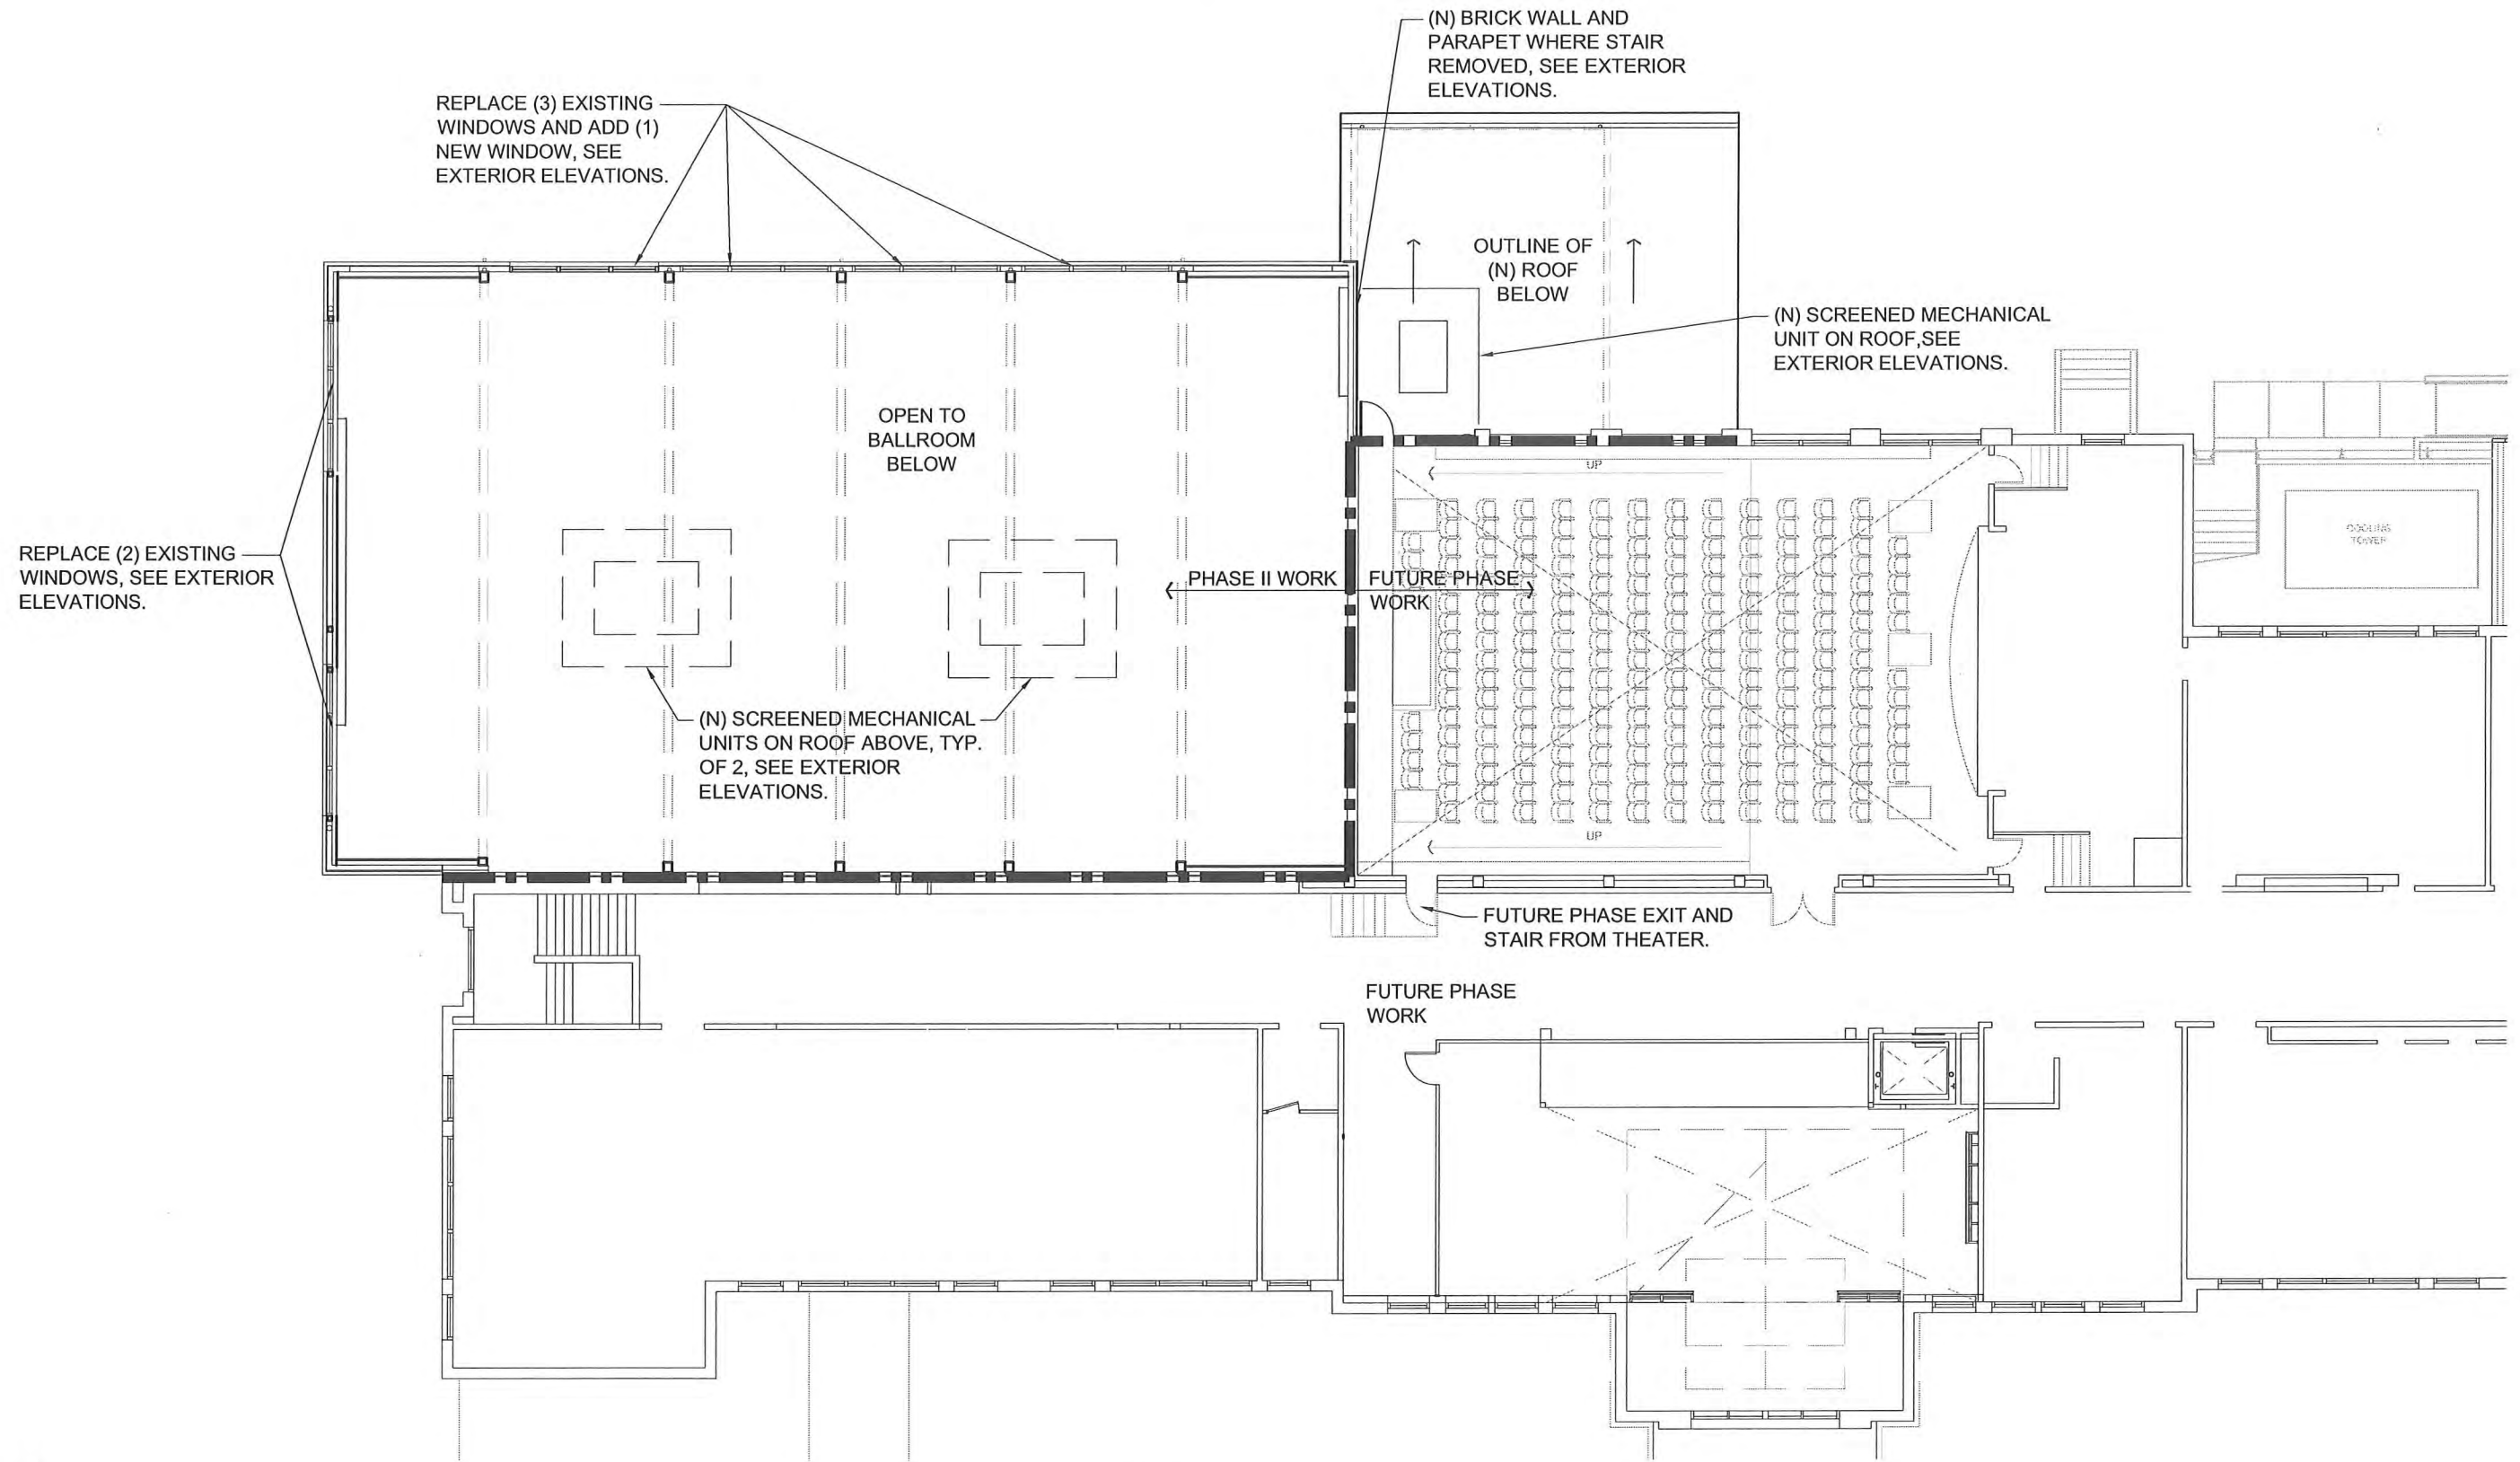 (N) BRICK WALL AND
PARAPET WHERE STAIR
REMOVED, SEE EXTERIOR
ELEVATIONS.
REPLACE (3) EXISTING
WINDOWS AND ADD (1)
NEW WINDOW, SEE
EXTERIOR ELEVATIONS.
OUTLINE OF
(N) ROOF
BELOW
(N) SCREENED MECHANICAL
UNIT ON ROOF,SEE
EXTERIOR ELEVATIONS.
OPEN TO
BALLROOM
BELOW
UP
COOLING
TOWER
REPLACE (2) EXISTING
WINDOWS, SEE EXTERIOR
ELEVATIONS.
PHASE II WORK
FUTURE PHASE
WORK
(N) SCREENED MECHANICAL
UNITS ON ROOF ABOVE, TYP.
OF 2, SEE EXTERIOR
ELEVATIONS.
UP
FUTURE PHASE EXIT AND
STAIR FROM THEATER.
FUTURE PHASE
WORK